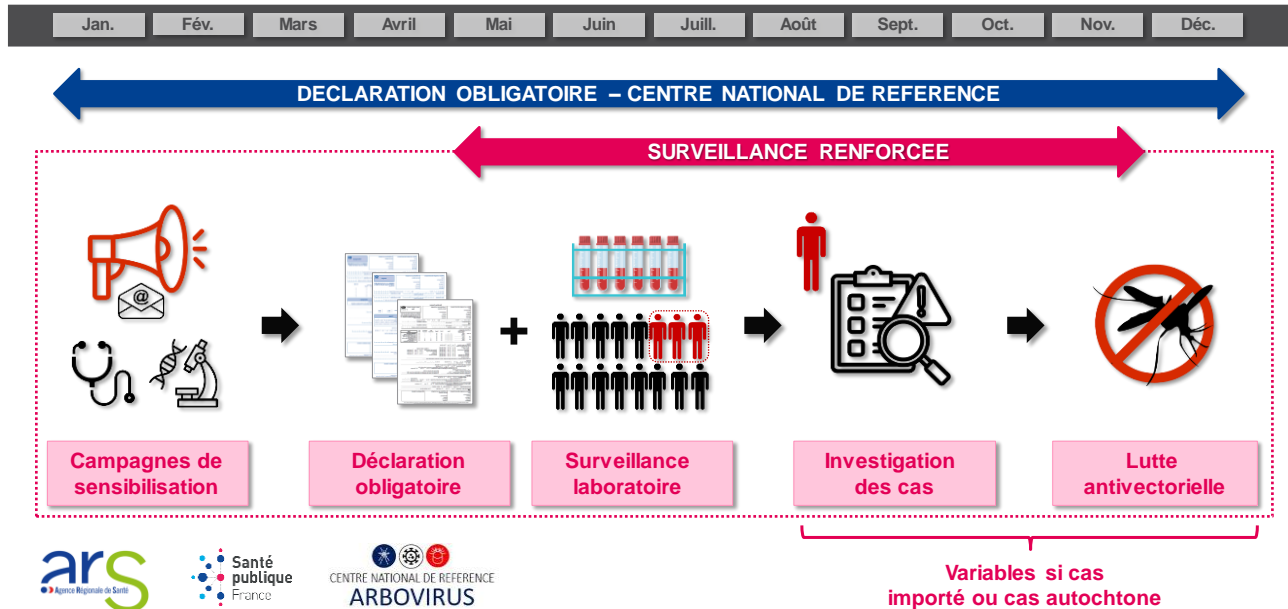 Jan. Fév. Mars Avril Mai Juin Juill. Août Sept. Oct. Nov. Déc.
DECLARATION OBLIGATOIRE – CENTRE NATIONAL DE REFERENCE
SURVEILLANCE RENFORCEE
@
+
Campagnes de
sensibilisation
Déclaration
obligatoire
Surveillance
laboratoire
Investigation
des cas
Lutte
antivectorielle
ars
Agence Régionale de Santé
Santé
publique
France
CENTRE NATIONAL DE REFERENCE
ARBOVIRUS
Variables si cas
importé ou cas autochtone